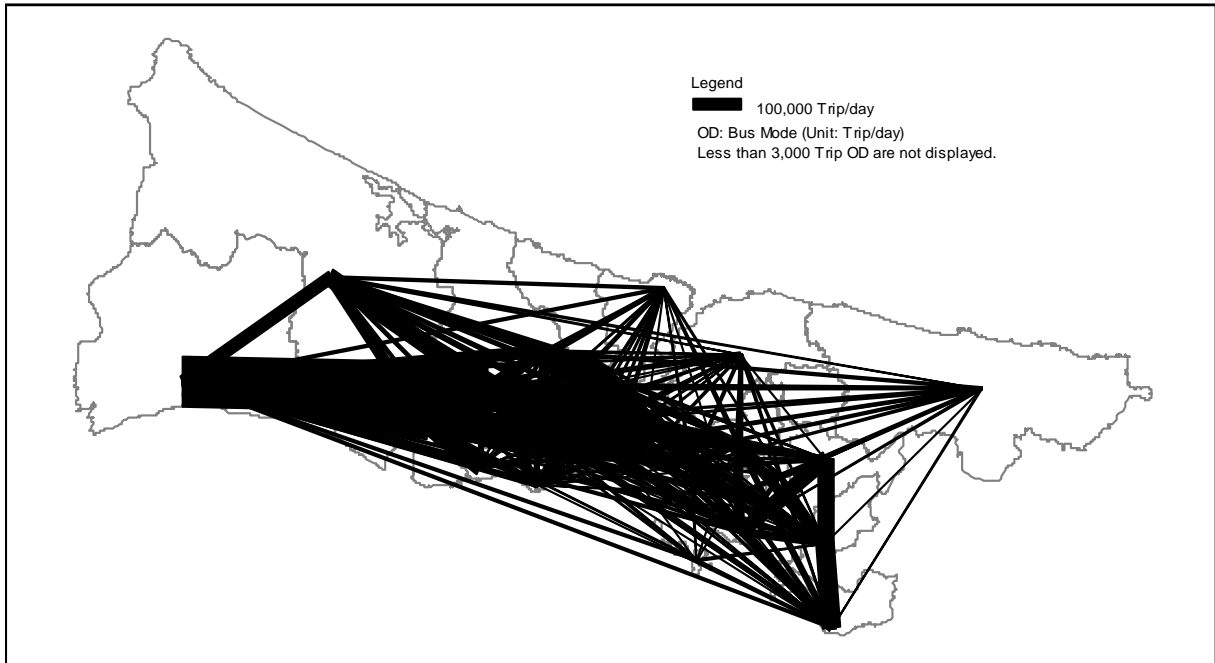 Legend
100,000 Trip/day
OD: Bus Mode (Unit: Trip/day)
Less than 3,000 Trip OD are not displayed.